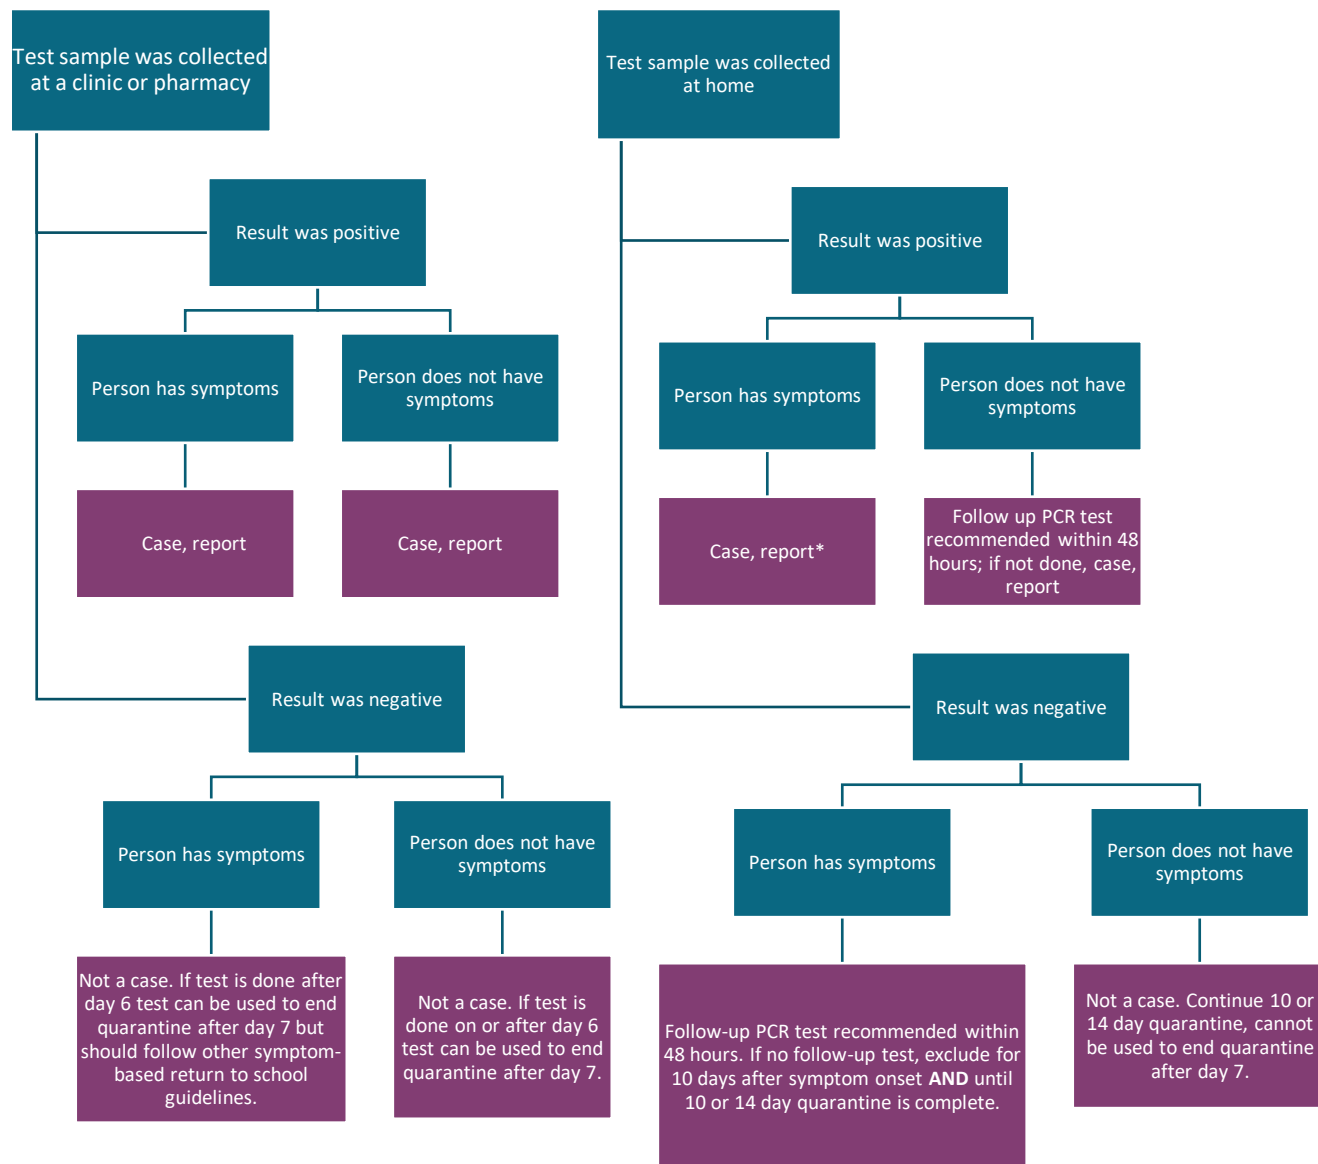 Test sample was collected
at a clinic or pharmacy
Result was positive
Person has symptoms
Person does not have
symptoms
Case, report
Case, report
Result was negative
Person has symptoms
Person does not have
symptoms
Not a case. If test is done after
day 6 test can be used to end
quarantine after day 7 but
should follow other symptom-
based return to school
guidelines.
Not a case. If test is
done on or after day 6
test can be used to end
quarantine after day 7.
Test sample was collected
at home
Result was positive
Person has symptoms
Person does not have
symptoms
Case, report*
Follow up PCR test
recommended within 48
hours; if not done, case,
report
Result was negative
Person has symptoms
Person does not have
symptoms
Follow-up PCR test recommended within
48 hours. If no follow-up test, exclude for
10 days after symptom onset AND until
10 or 14 day quarantine is complete.
Not a case. Continue 10 or
14 day quarantine, cannot
be used to end quarantine
after day 7.